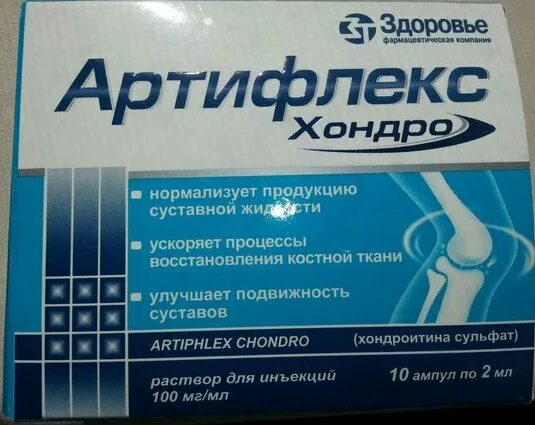 ЗТ Здоровье
фармацевтическая компания
Артифлекс
Хондро
нормализует продукцию
суставной жидкости
ускоряет процессы
восстановления костной ткани
улучшает подвижность
суставов
ARTIPHLEX CHONDRO (хондроитина сульфат)
раствор для инъекций 10 ампул по 2 мл
100 мг/мл